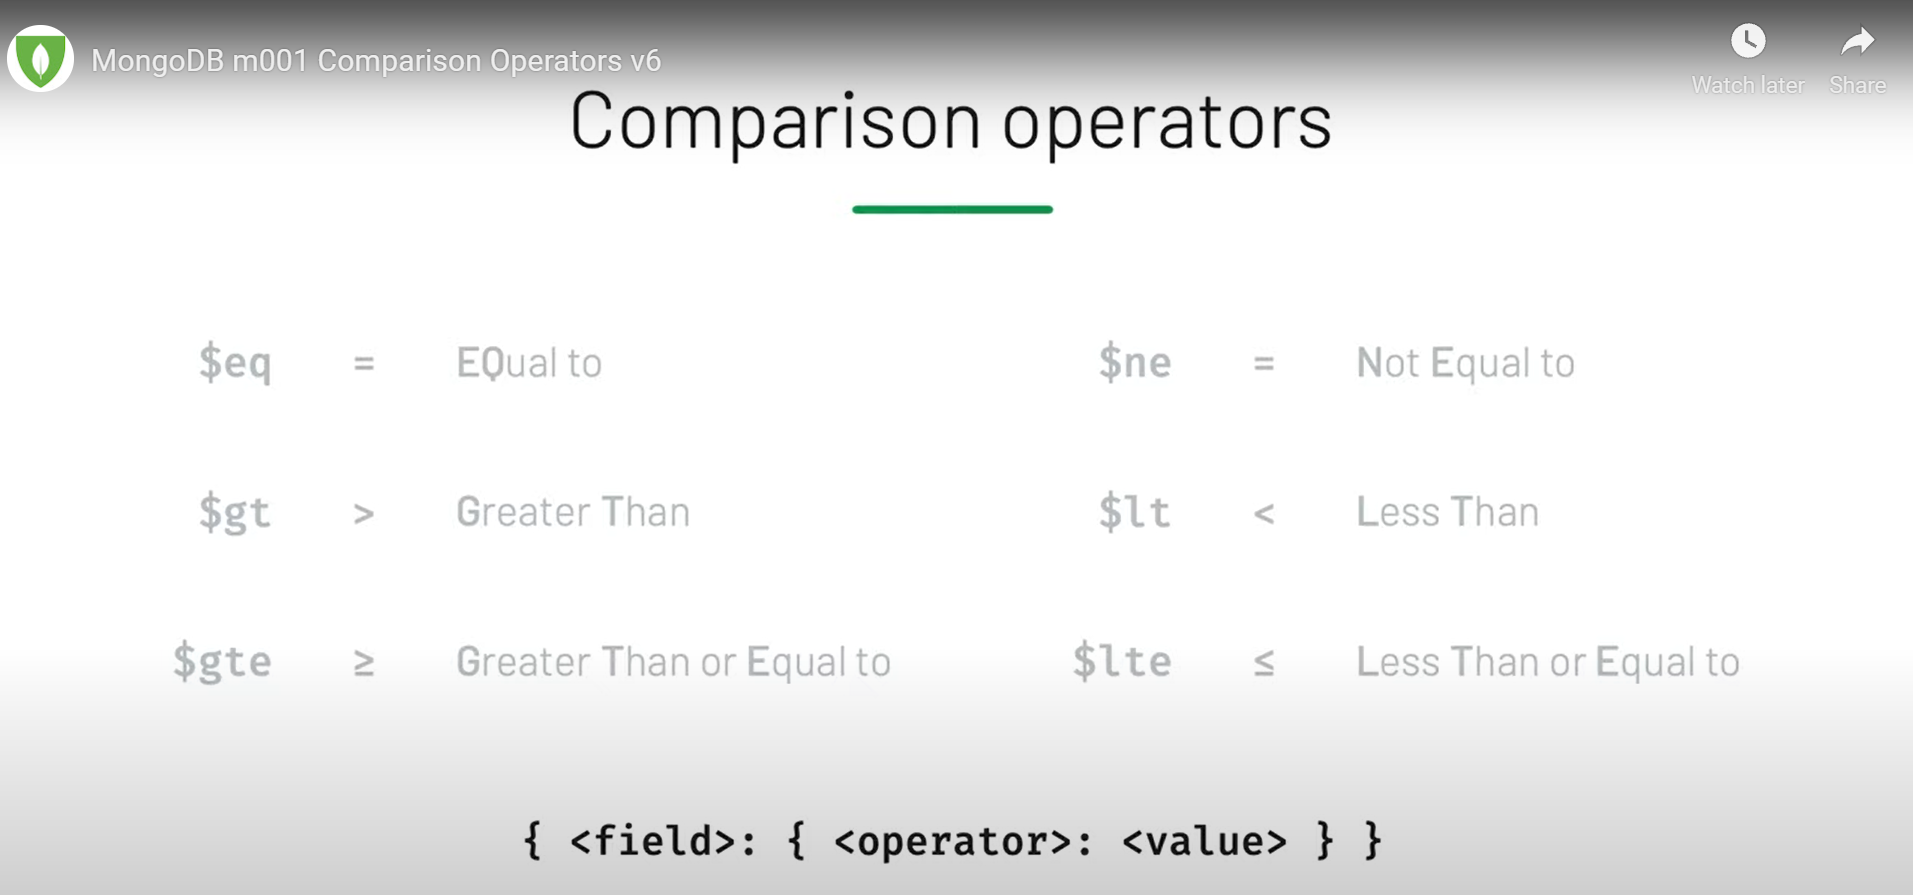 MongoDB m001 Comparison Operators v6
Watch later
Share
Comparison operators
$eq = EQual to
$ne = Not Equal to
$gt > Greater Than
$lt < Less Than
$gte ≥ Greater Than or Equal to
$lte ≤ Less Than or Equal to
{ <field>: { <operator>: <value> } }